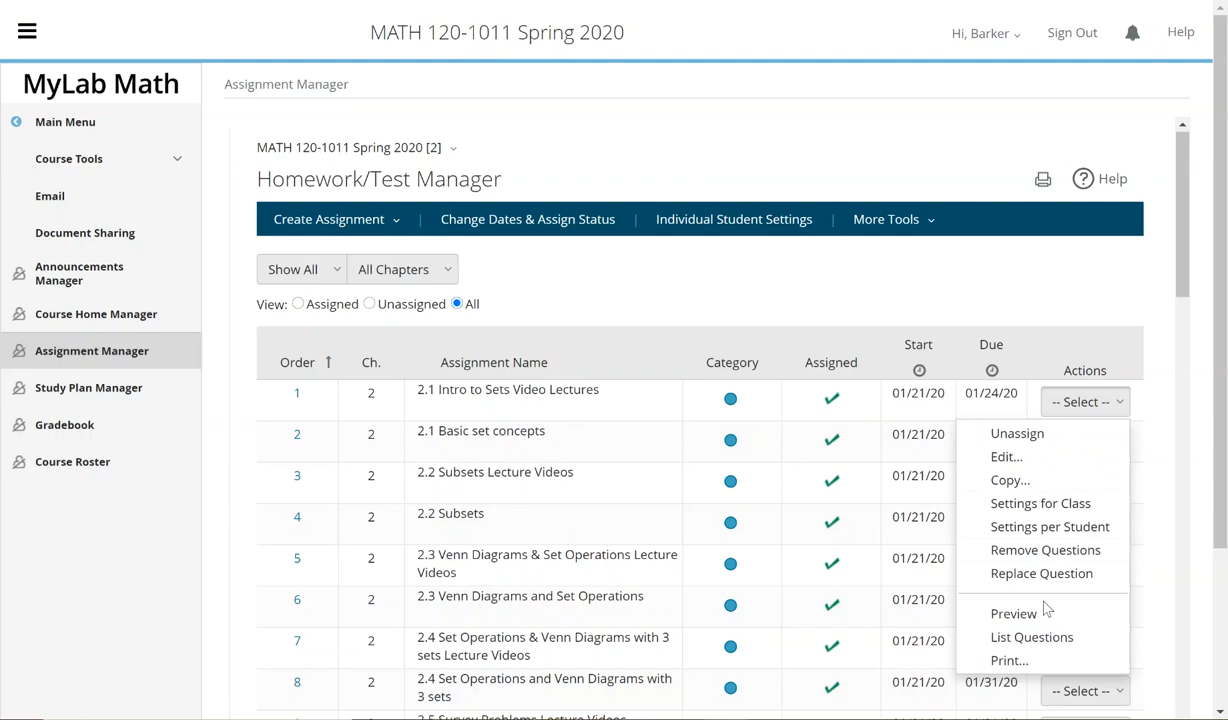 MATH 120-1011 Spring 2020
Hi, Barker
Sign Out
Help
MyLab Math
Main Menu
Course Tools
Email
Document Sharing
Announcements
Manager
Course Home Manager
Assignment Manager
Study Plan Manager
Gradebook
Course Roster
Assignment Manager
MATH 120-1011 Spring 2020 [2]
Homework/Test Manager
Help
Create Assignment | Change Dates & Assign Status | Individual Student Settings | More Tools
Show All
All Chapters
View: Assigned Unassigned All
Order Ch. Assignment Name Category Assigned Start Due Actions
1 2 2.1 Intro to Sets Video Lectures 01/21/20 01/24/20 -- Select --
2 2 2.1 Basic set concepts 01/21/20
3 2 2.2 Subsets Lecture Videos 01/21/20
4 2 2.2 Subsets 01/21/20
5 2 2.3 Venn Diagrams & Set Operations Lecture 01/21/20
Videos
6 2 2.3 Venn Diagrams and Set Operations 01/21/20
7 2 2.4 Set Operations & Venn Diagrams with 3 01/21/20
sets Lecture Videos
8 2 2.4 Set Operations and Venn Diagrams with 01/21/20 01/31/20 -- Select --
3 sets
2.5 Survey Problems Lecture Videos
Unassign
Edit...
Copy...
Settings for Class
Settings per Student
Remove Questions
Replace Question
Preview
List Questions
Print...